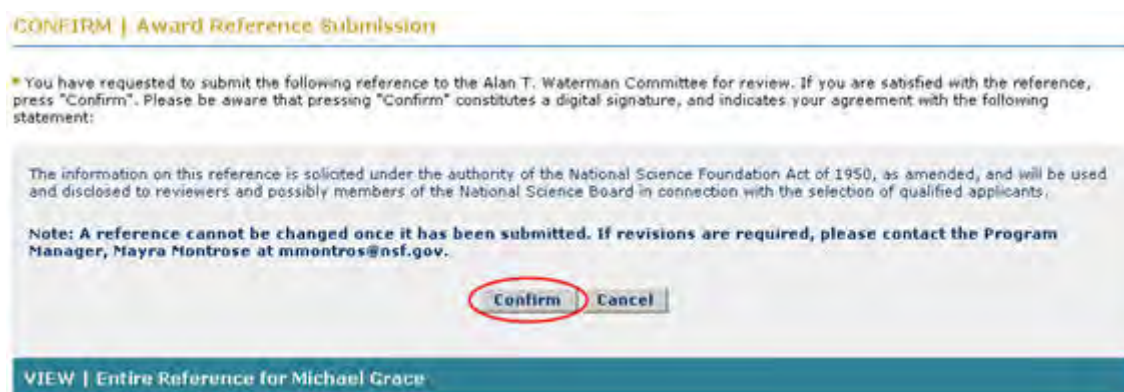 CONFIRM | Award Reference Submission
* You have requested to submit the following reference to the Alan T. Waterman Committee for review. If you are satisfied with the reference,
press "Confirm". Please be aware that pressing "Confirm" constitutes a digital signature, and indicates your agreement with the following
statement:
The information on this reference is solicited under the authority of the National Science Foundation Act of 1950, as amended, and will be used
and disclosed to reviewers and possibly members of the National Science Board in connection with the selection of qualified applicants.
Note: A reference cannot be changed once it has been submitted. If revisions are required, please contact the Program
Manager, Mayra Montrose at mmontros@nsf.gov.
Confirm Cancel
VIEW | Entire Reference for Michael Grace